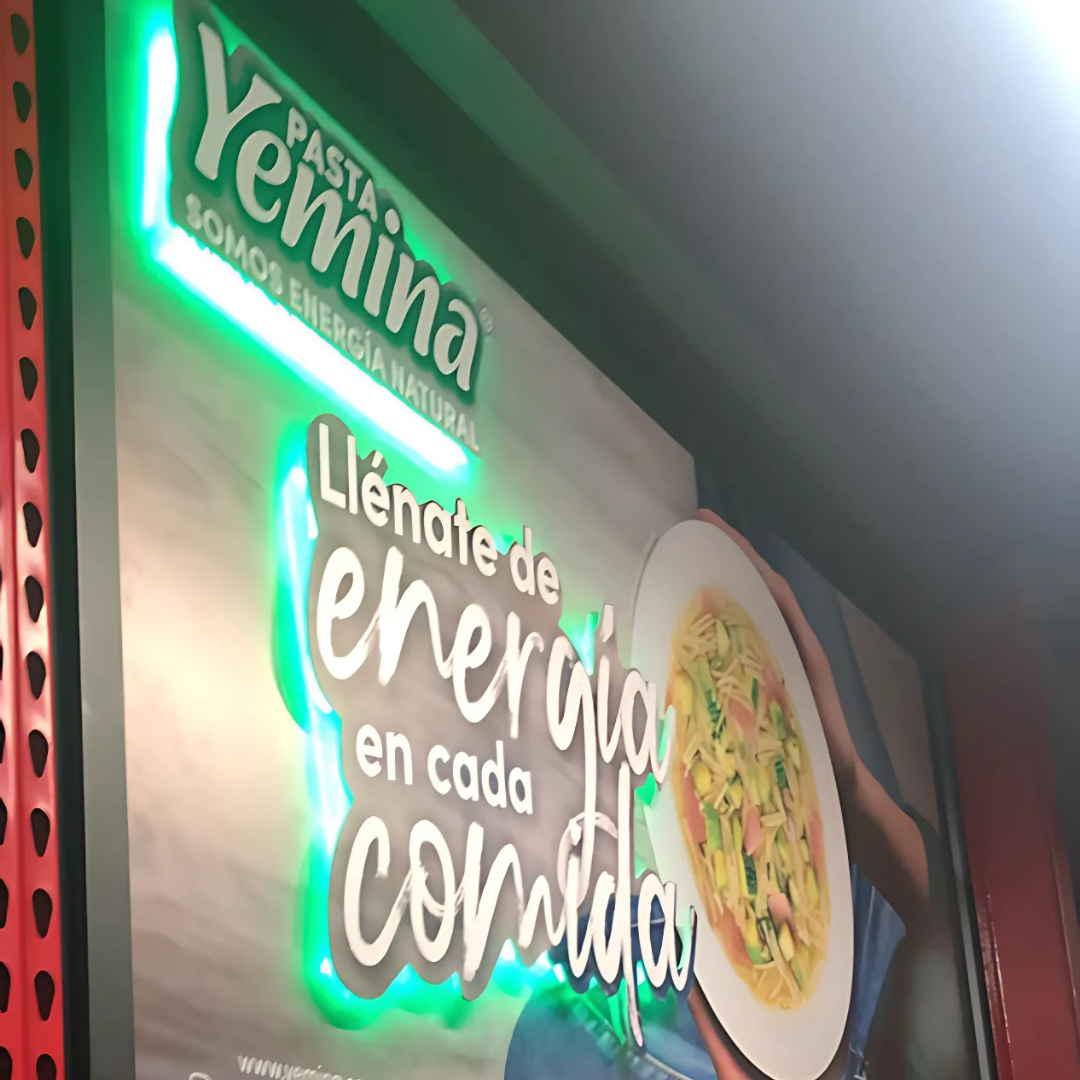 PASTA
Yemina®
SOMOS ENERGÍA NATURAL
Llénate de
energía
en cada
comida